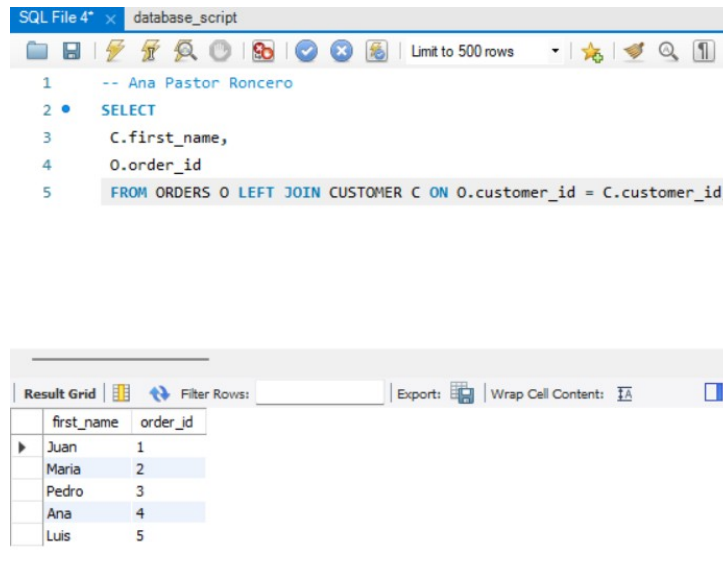 SQL File 4* × database_script
Limit to 500 rows
1 -- Ana Pastor Roncero
2 SELECT
3 C.first_name,
4 O.order_id
5 FROM ORDERS O LEFT JOIN CUSTOMER C ON O.customer_id = C.customer_id
Result Grid Filter Rows: Export: Wrap Cell Content: IA
first_name order_id
Juan 1
Maria 2
Pedro 3
Ana 4
Luis 5